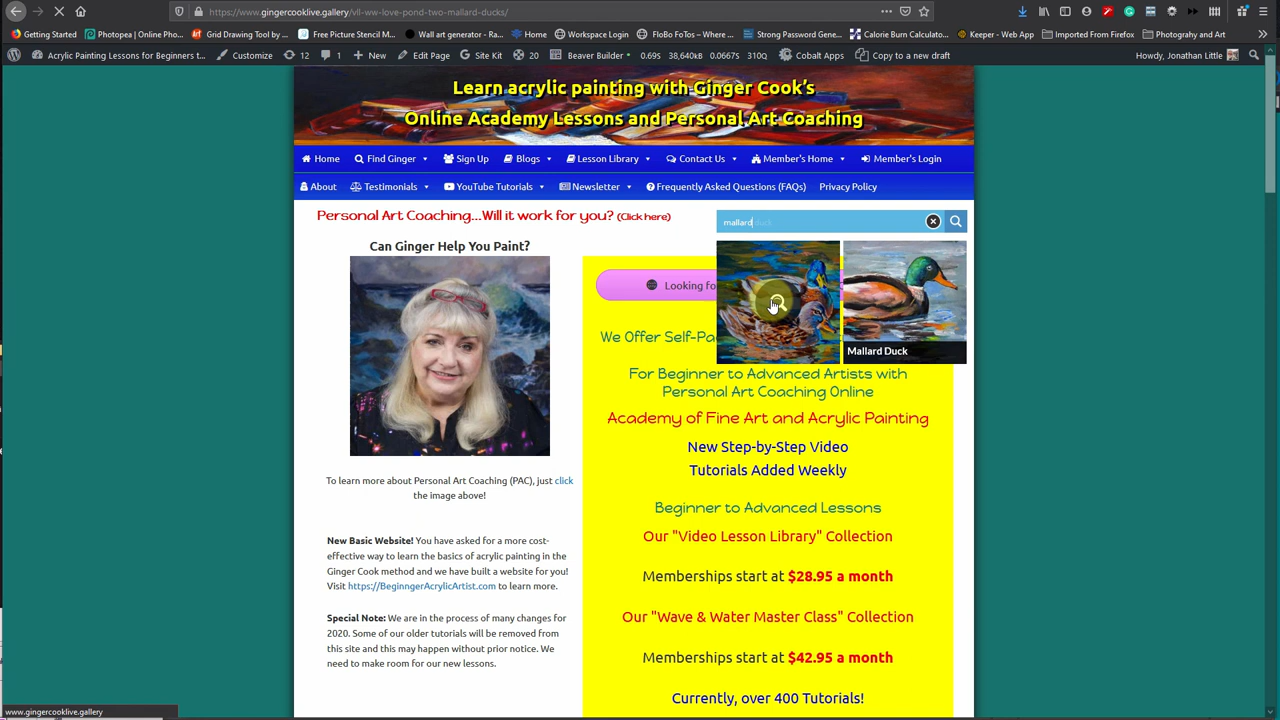 https://www.gingercooklive.gallery/vll-ww-love-pond-two-mallard-ducks/
Getting Started Photopea | Online Pho... Grid Drawing Tool by ... Free Picture Stencil M... Wall art generator - Ra... Home Workspace Login FloBo FoTos – Where ... Strong Password Gene... Calorie Burn Calculato... Keeper - Web App Imported From Firefox Photograhy and Art
Acrylic Painting Lessons for Beginners t... Customize 12 1 New Edit Page Site Kit 20 Beaver Builder 0.69S 38,640kB 0.0667S 310Q Cobalt Apps Copy to a new draft Howdy, Jonathan Little
Learn acrylic painting with Ginger Cook's
Online Academy Lessons and Personal Art Coaching
Home Find Ginger Sign Up Blogs Lesson Library Contact Us Member's Home Member's Login
About Testimonials YouTube Tutorials Newsletter Frequently Asked Questions (FAQs) Privacy Policy
Personal Art Coaching...Will it work for you? (Click here)
mallard duck
Can Ginger Help You Paint?
Looking fo
We Offer Self-Pa
Mallard Duck
For Beginner to Advanced Artists with
Personal Art Coaching Online
Academy of Fine Art and Acrylic Painting
New Step-by-Step Video
Tutorials Added Weekly
Beginner to Advanced Lessons
Our "Video Lesson Library" Collection
Memberships start at $28.95 a month
Our "Wave & Water Master Class" Collection
Memberships start at $42.95 a month
Currently, over 400 Tutorials!
To learn more about Personal Art Coaching (PAC), just click
the image above!
New Basic Website! You have asked for a more cost-
effective way to learn the basics of acrylic painting in the
Ginger Cook method and we have built a website for you!
Visit https://BeginngerAcrylicArtist.com to learn more.
Special Note: We are in the process of many changes for
2020. Some of our older tutorials will be removed from
this site and this may happen without prior notice. We
need to make room for our new lessons.
www.gingercooklive.gallery